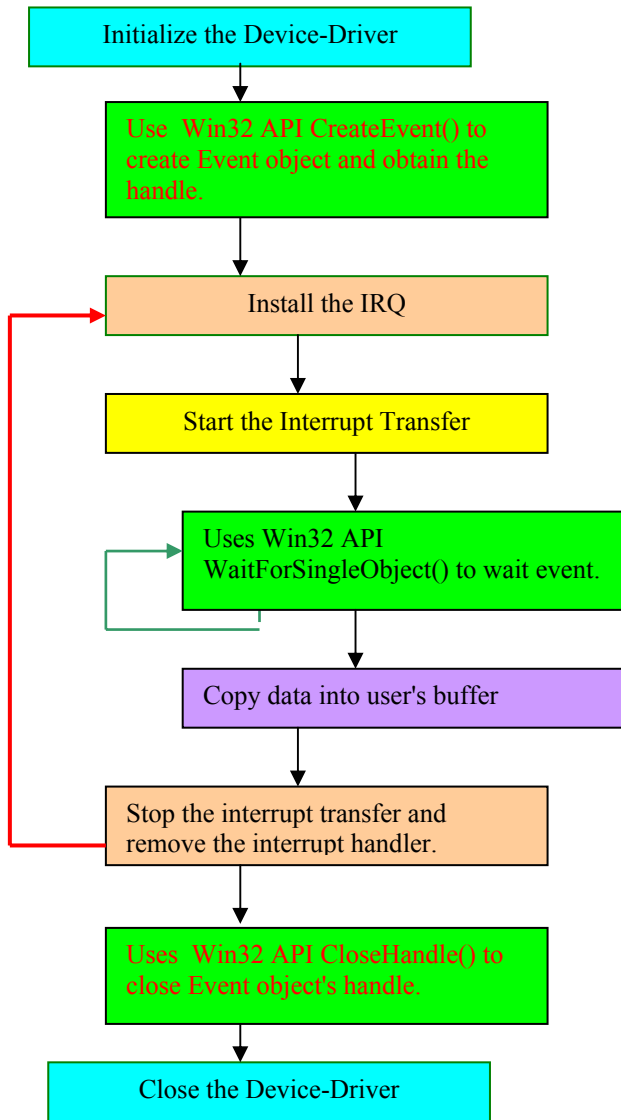 Initialize the Device-Driver
Use  Win32 API CreateEvent() to
create Event object and obtain the
handle.
Install the IRQ
Start the Interrupt Transfer
Uses Win32 API
WaitForSingleObject() to wait event.
Copy data into user's buffer
Stop the interrupt transfer and
remove the interrupt handler.
Uses  Win32 API CloseHandle() to
close Event object's handle.
Close the Device-Driver